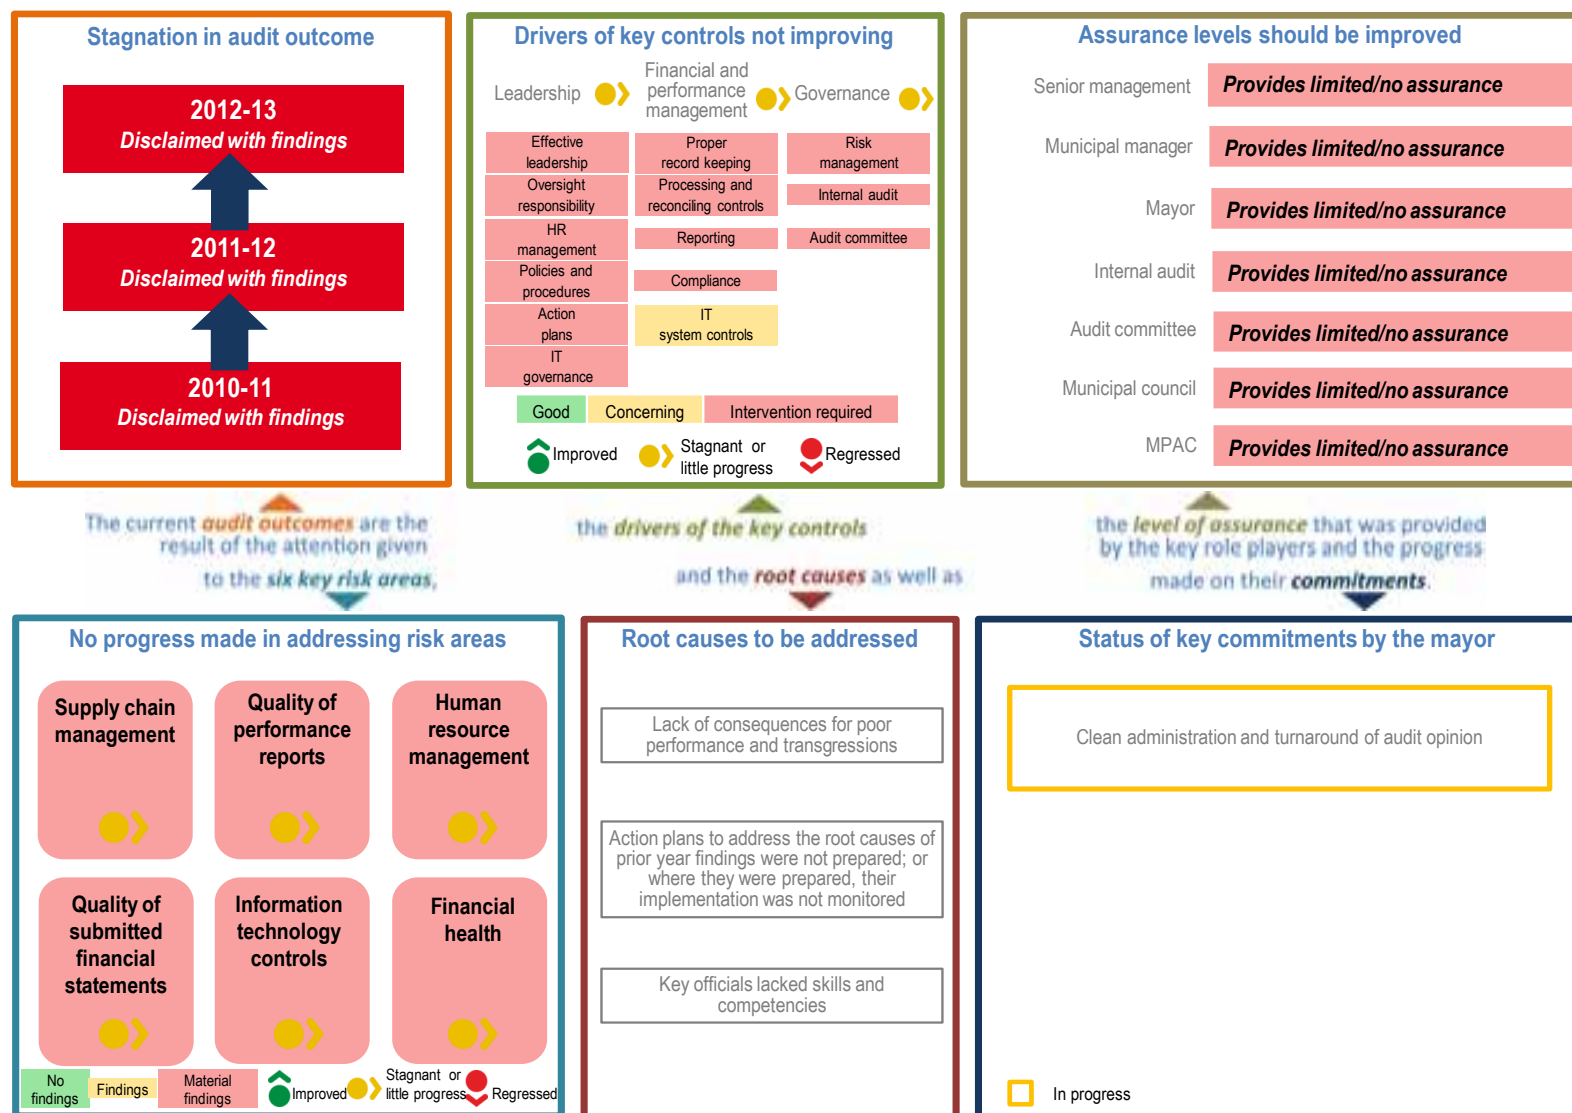 Stagnation in audit outcome
2012-13
Disclaimed with findings
2011-12
Disclaimed with findings
2010-11
Disclaimed with findings
Drivers of key controls not improving
Leadership
Financial and
performance
management
Governance
Effective
leadership
Oversight
responsibility
HR
management
Policies and
procedures
Action
plans
IT
governance
Proper
record keeping
Processing and
reconciling controls
Reporting
Compliance
IT
system controls
Risk
management
Internal audit
Audit committee
Good
Concerning
Intervention required
Improved
Stagnant or
little progress
Regressed
Assurance levels should be improved
Senior management
Provides limited/no assurance
Municipal manager
Provides limited/no assurance
Mayor
Provides limited/no assurance
Internal audit
Provides limited/no assurance
Audit committee
Provides limited/no assurance
Municipal council
Provides limited/no assurance
MPAC
Provides limited/no assurance
The current audit outcomes are the
result of the attention given
to the six key risk areas,
the drivers of the key controls
and the root causes as well as
the level of assurance that was provided
by the key role players and the progress
made on their commitments.
No progress made in addressing risk areas
Supply chain
management
Quality of
performance
reports
Human
resource
management
Quality of
submitted
financial
statements
Information
technology
controls
Financial
health
No
findings
Findings
Material
findings
Improved
Stagnant or
little progress
Regressed
Root causes to be addressed
Lack of consequences for poor
performance and transgressions
Action plans to address the root causes of
prior year findings were not prepared; or
where they were prepared, their
implementation was not monitored
Key officials lacked skills and
competencies
Status of key commitments by the mayor
Clean administration and turnaround of audit opinion
In progress